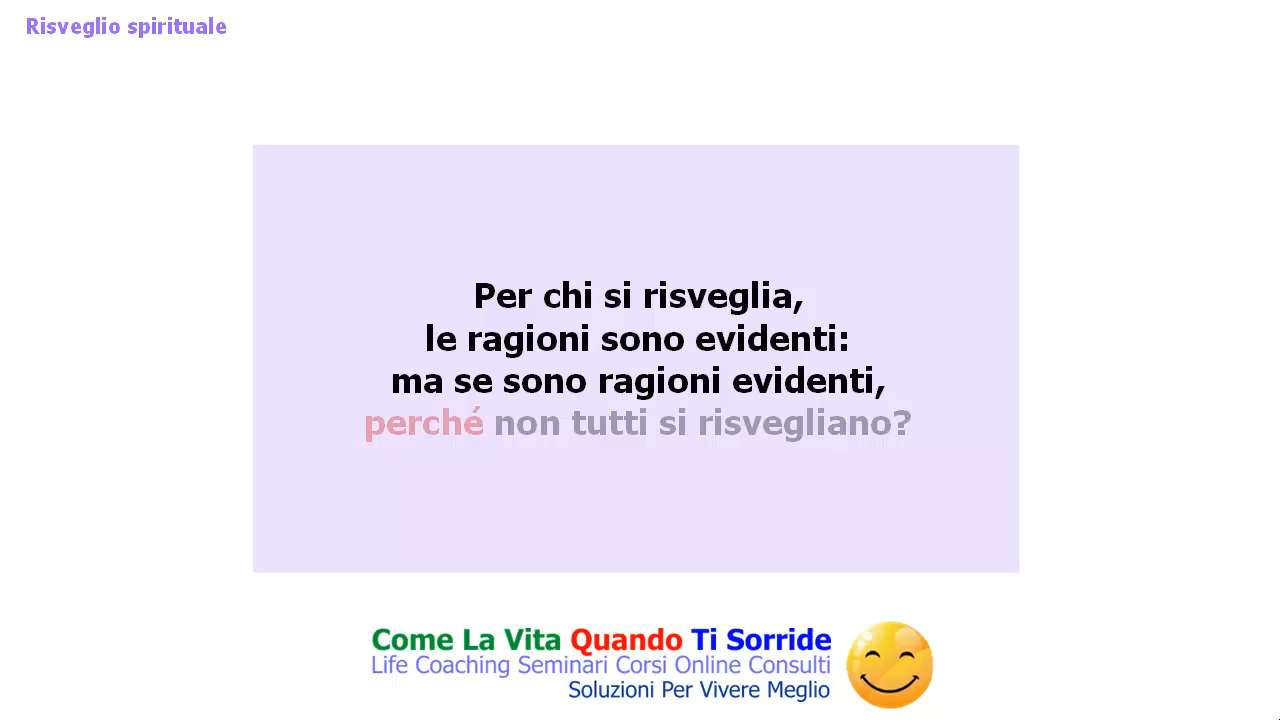 Risveglio spirituale
Per chi si risveglia,
le ragioni sono evidenti:
ma se sono ragioni evidenti,
perché non tutti si risvegliano?
Come La Vita Quando Ti Sorride
Life Coaching Seminari Corsi Online Consulti
Soluzioni Per Vivere Meglio